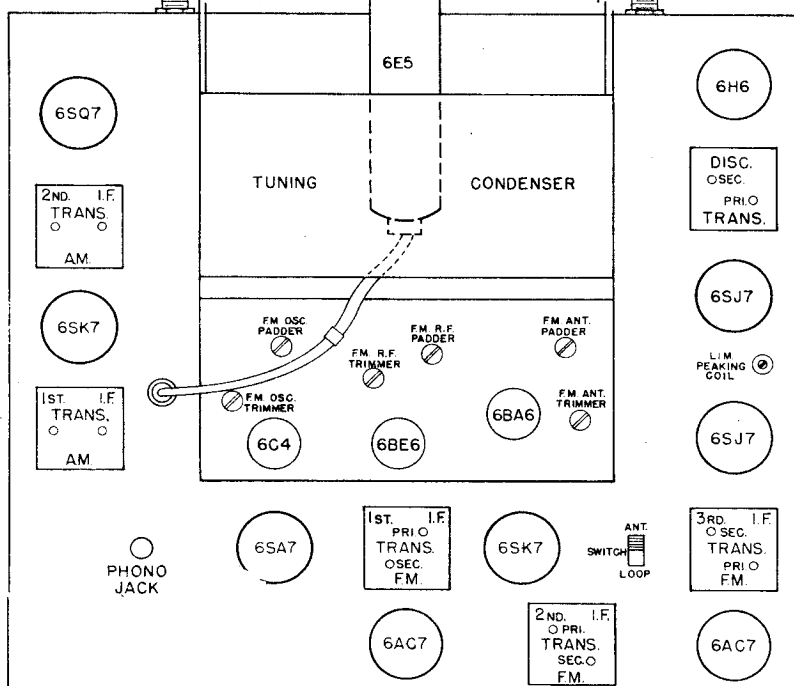 6E5
6SQ7
6H6
2ND. I.F.
TRANS.
A.M.
TUNING
CONDENSER
DISC.
SEC.
PRI.
TRANS.
6SK7
6SJ7
F.M. OSC.
PADDER
F.M. R.F.
TRIMMER
F.M. R.F.
PADDER
F.M. ANT.
PADDER
LIM.
PEAKING
COIL
1ST. I.F.
TRANS.
A.M.
F.M. OSC.
TRIMMER
F.M. ANT.
TRIMMER
6C4
6BE6
6BA6
6SJ7
PHONO
JACK
6SA7
1ST. I.F.
PRI.
TRANS.
SEC.
F.M.
6SK7
ANT.
SWITCH
LOOP
3RD. I.F.
SEC.
TRANS.
PRI.
F.M.
6AC7
2ND. I.F.
PRI.
TRANS.
SEC.
F.M.
6AC7